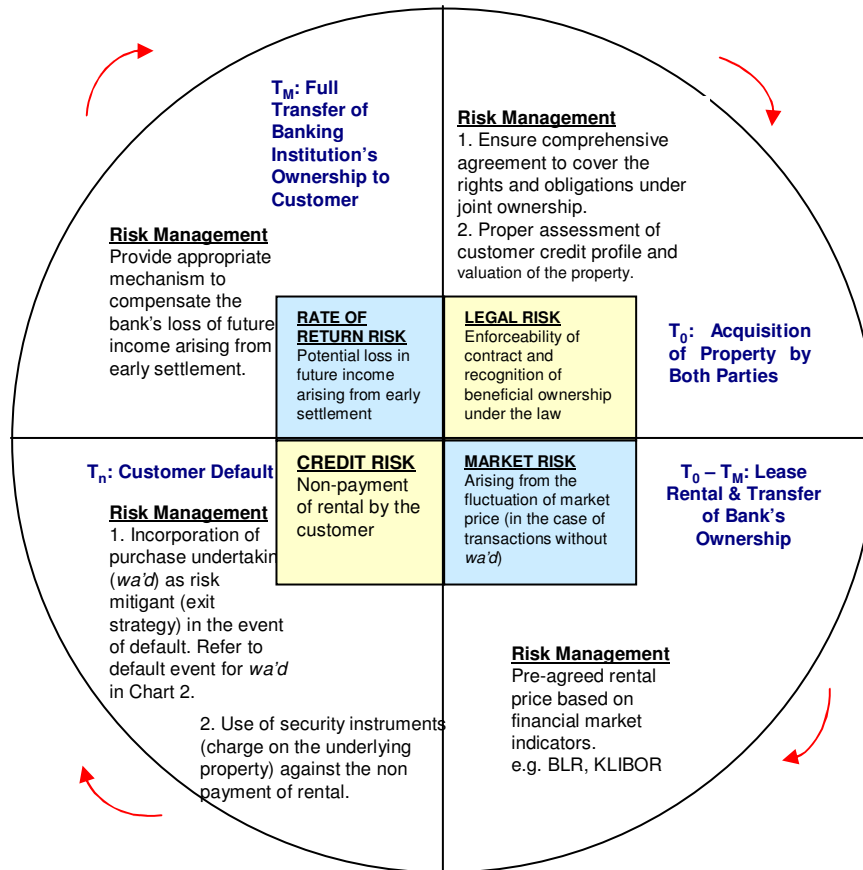 T_M: Full
Transfer of
Banking
Institution's
Ownership to
Customer
Risk Management
Provide appropriate
mechanism to
compensate the
bank's loss of future
income arising from
early settlement.
Risk Management
1. Ensure comprehensive
agreement to cover the
rights and obligations under
joint ownership.
2. Proper assessment of
customer credit profile and
valuation of the property.
T_0: Acquisition
of Property by
Both Parties
RATE OF
RETURN RISK
Potential loss in
future income
arising from early
settlement
LEGAL RISK
Enforceability of
contract and
recognition of
beneficial ownership
under the law
CREDIT RISK
Non-payment
of rental by the
customer
MARKET RISK
Arising from the
fluctuation of market
price (in the case of
transactions without
wa'd)
T_n: Customer Default
Risk Management
1. Incorporation of
purchase undertakin
(wa'd) as risk
mitigant (exit
strategy) in the event
of default. Refer to
default event for wa'd
in Chart 2.
2. Use of security instruments
(charge on the underlying
property) against the non
payment of rental.
T_0 – T_M: Lease
Rental & Transfer
of Bank's
Ownership
Risk Management
Pre-agreed rental
price based on
financial market
indicators.
e.g. BLR, KLIBOR